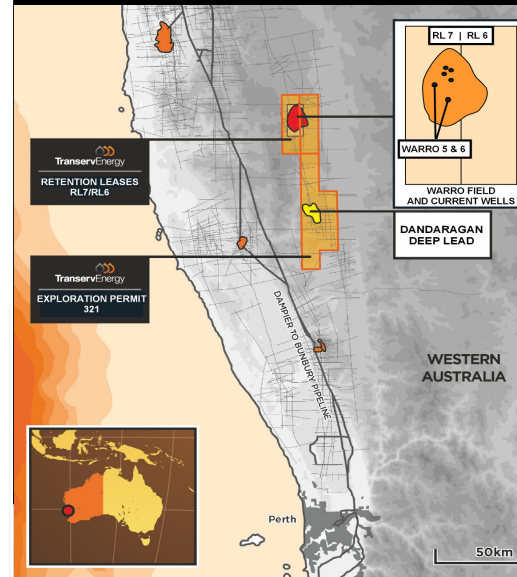 RL 7 | RL 6
WARRO 5 & 6
WARRO FIELD
AND CURRENT WELLS
TranservEnergy
RETENTION LEASES
RL7/RL6
DANDARAGAN
DEEP LEAD
TranservEnergy
EXPLORATION PERMIT
321
DAMPIER TO BUNBURY PIPELINE
WESTERN
AUSTRALIA
Perth
50km